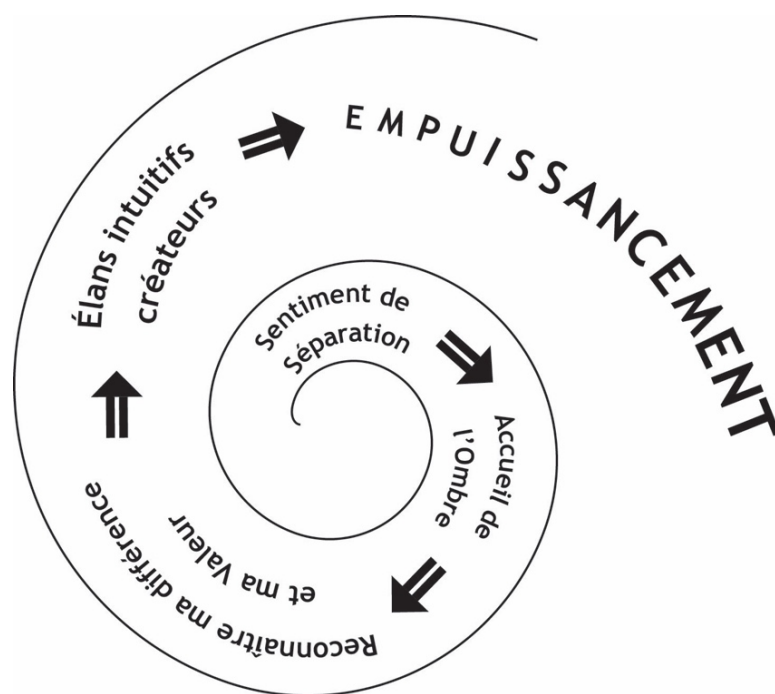 Sentiment de
Séparation
Accueil de
l'Ombre
Reconnaître ma différence
et ma Valeur
Élans intuitifs
créateurs
EMPUISSANCEMENT